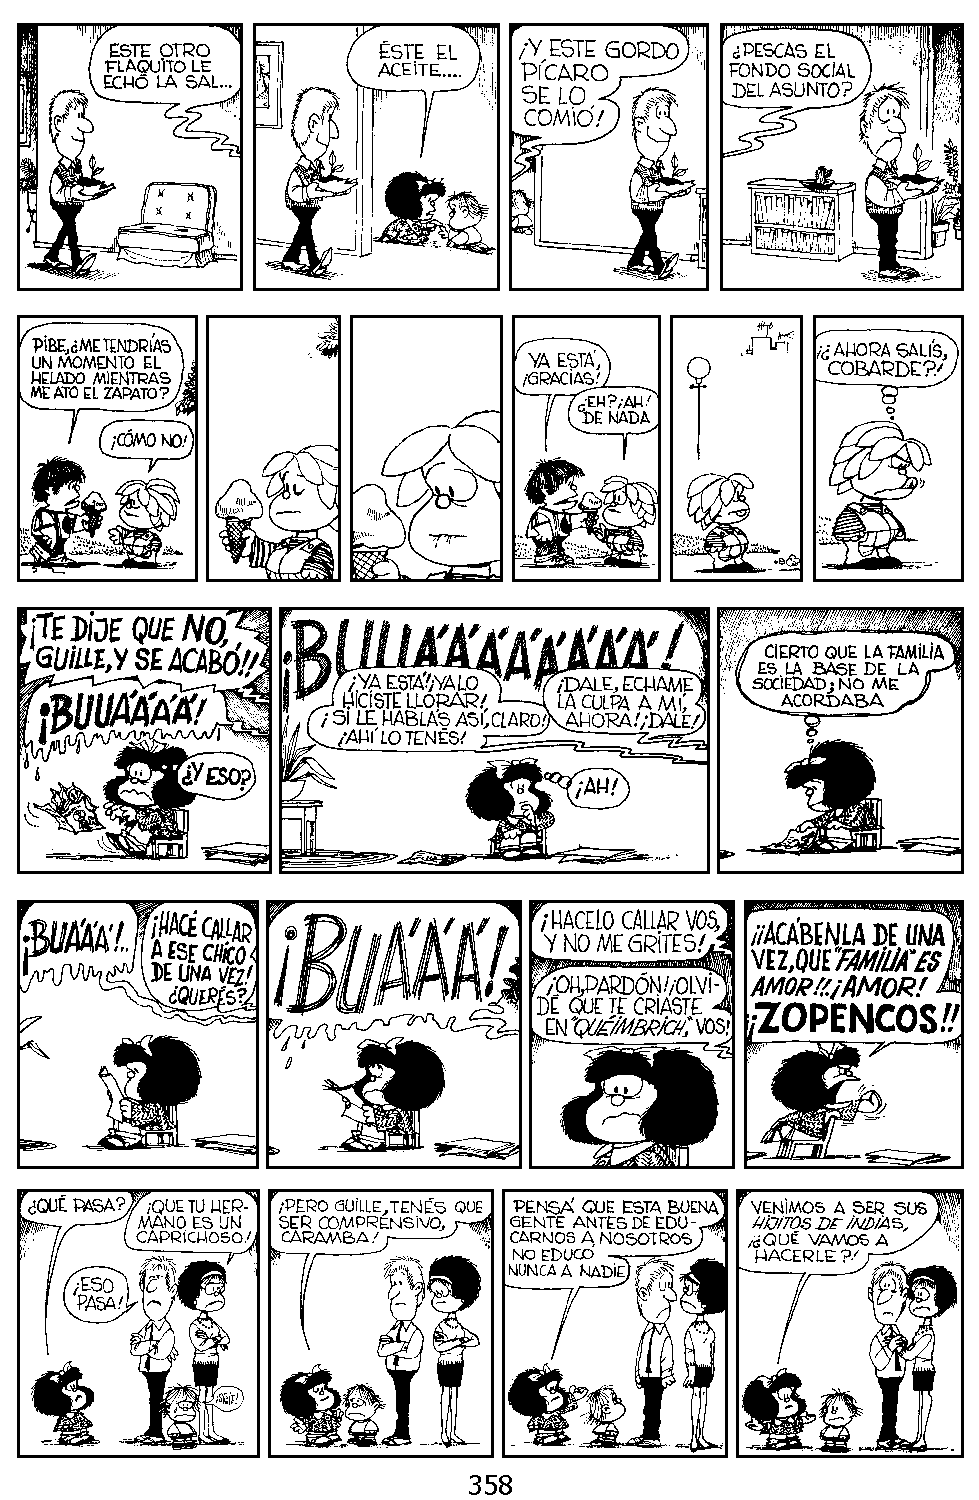 ESTE OTRO
FLAQUITO LE
ECHÓ LA SAL...
ÉSTE EL
ACEITE....
¡Y ESTE GORDO
PÍCARO
SE LO
COMIÓ!
¿PESCAS EL
FONDO SOCIAL
DEL ASUNTO?
PIBE,¿ME TENDRÍAS
UN MOMENTO EL
HELADO MIENTRAS
ME ATO EL ZAPATO?
¡CÓMO NO!
YA ESTÁ,
¡GRACIAS!
¿EH?¡AH!
DE NADA
¡¿AHORA SALÍS,
COBARDE?!
¡TE DIJE QUE NO,
GUILLE,Y SE ACABÓ!!
¡BUUÁÁÁÁ!
¿Y ESO?
¡BUUÁÁÁÁÁÁÁÁ!
¡YA ESTÁ!¡YA LO
HICISTE LLORAR!
¡SI LE HABLAS ASÍ, CLARO!
¡AHÍ LO TENÉS!
¡DALE, ECHAME
LA CULPA A MÍ,
AHORA!¡DALE!
¡AH!
CIERTO QUE LA FAMILIA
ES LA BASE DE LA
SOCIEDAD; NO ME
ACORDABA
¡BUÁÁÁ!..
¡HACÉ CALLAR
A ESE CHICO
DE UNA VEZ!
¿QUERÉS?
¡BUÁÁÁ!
¡HACELO CALLAR VOS,
Y NO ME GRITES!
¡OH, PARDÓN!¡OLVI-
DÉ QUE TE CRIASTE
EN "QUEIMBRICH," VOS!
¡¡ACÁBENLA DE UNA
VEZ, QUE "FAMILIA" ES
AMOR!!!¡AMOR!
¡ZOPENCOS!!
¿QUÉ PASA?
¡QUE TU HER-
MANO ES UN
CAPRICHOSO!
¡ESO
PASA!
¡PERO GUILLE, TENÉS QUE
SER COMPRENSIVO,
CARAMBA!
PENSÁ QUE ESTA BUENA
GENTE ANTES DE EDU-
CARNOS A NOSOTROS
NO EDUCÓ
NUNCA A NADIE
VENIMOS A SER SUS
HIJITOS DE INDIAS,
¡¿QUÉ VAMOS A
HACERLE?!
358